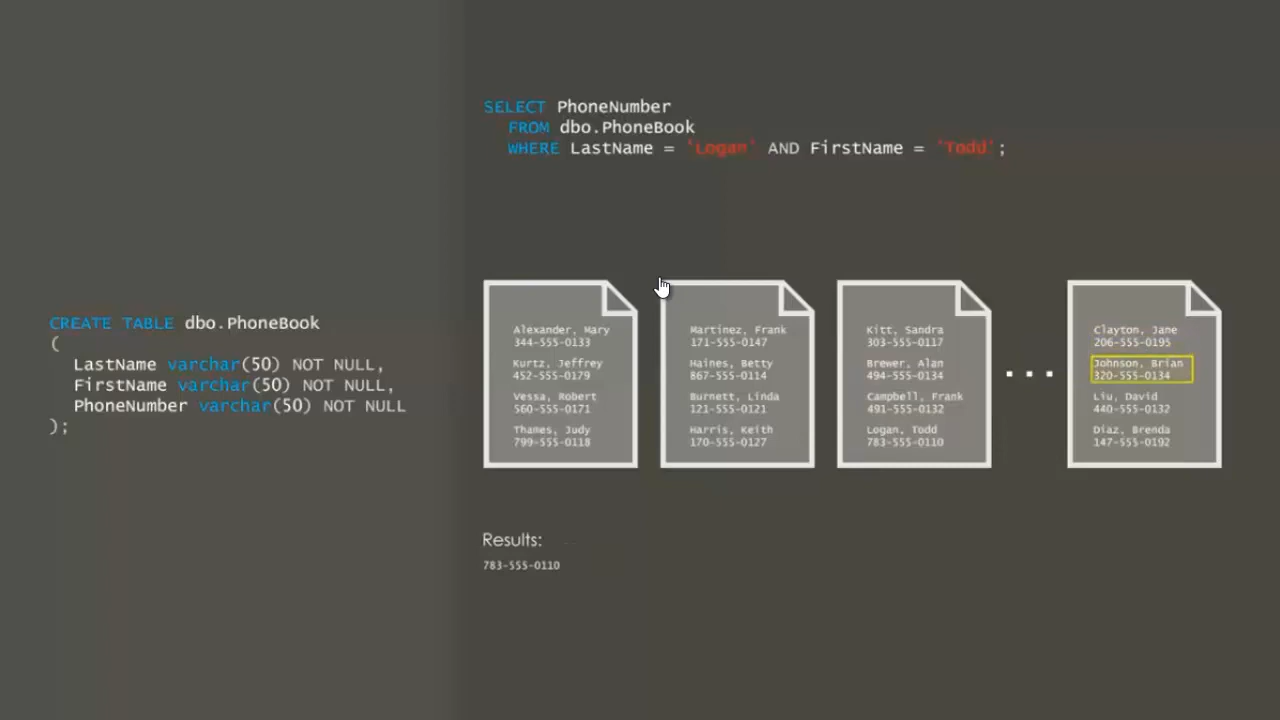 SELECT PhoneNumber
FROM dbo.PhoneBook
WHERE LastName = 'Logan' AND FirstName = 'Todd';
CREATE TABLE dbo.PhoneBook
(
LastName varchar(50) NOT NULL,
FirstName varchar(50) NOT NULL,
PhoneNumber varchar(50) NOT NULL
);
Alexander, Mary
344-555-0133
Kurtz, Jeffrey
452-555-0179
Vessa, Robert
560-555-0171
Thames, Judy
799-555-0118
Martinez, Frank
171-555-0147
Haines, Betty
867-555-0114
Burnett, Linda
121-555-0121
Harris, Keith
170-555-0127
Kitt, Sandra
303-555-0117
Brewer, Alan
494-555-0134
Campbell, Frank
491-555-0132
Logan, Todd
783-555-0110
...
Clayton, Jane
206-555-0195
Johnson, Brian
320-555-0134
Liu, David
440-555-0132
Diaz, Brenda
147-555-0192
Results:
783-555-0110